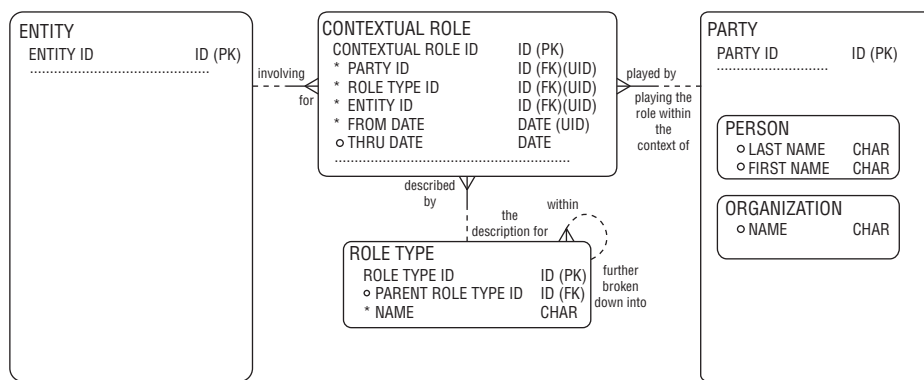 ENTITY
ENTITY ID ID (PK)
involving
for
CONTEXTUAL ROLE
CONTEXTUAL ROLE ID ID (PK)
* PARTY ID ID (FK)(UID)
* ROLE TYPE ID ID (FK)(UID)
* ENTITY ID ID (FK)(UID)
* FROM DATE DATE (UID)
THRU DATE DATE
played by
playing the
role within
the
context of
PARTY
PARTY ID ID (PK)
PERSON
LAST NAME CHAR
FIRST NAME CHAR
ORGANIZATION
NAME CHAR
described
by
the
description for
within
further
broken
down into
ROLE TYPE
ROLE TYPE ID ID (PK)
PARENT ROLE TYPE ID ID (FK)
* NAME CHAR